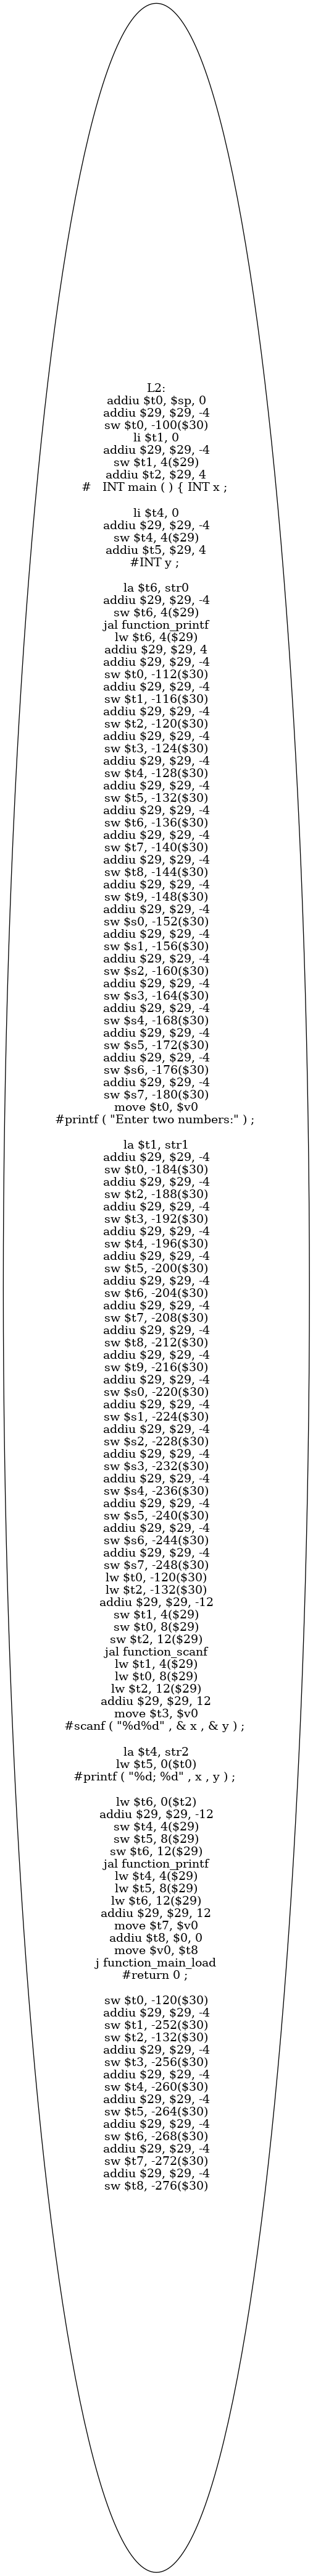 L2:
addiu $t0, $sp, 0
addiu $29, $29, -4
sw $t0, -100($30)
li $t1, 0
addiu $29, $29, -4
sw $t1, 4($29)
addiu $t2, $29, 4
#   INT main ( ) { INT x ;
li $t4, 0
addiu $29, $29, -4
sw $t4, 4($29)
addiu $t5, $29, 4
#INT y ;
la $t6, str0
addiu $29, $29, -4
sw $t6, 4($29)
jal function_printf
lw $t6, 4($29)
addiu $29, $29, 4
addiu $29, $29, -4
sw $t0, -112($30)
addiu $29, $29, -4
sw $t1, -116($30)
addiu $29, $29, -4
sw $t2, -120($30)
addiu $29, $29, -4
sw $t3, -124($30)
addiu $29, $29, -4
sw $t4, -128($30)
addiu $29, $29, -4
sw $t5, -132($30)
addiu $29, $29, -4
sw $t6, -136($30)
addiu $29, $29, -4
sw $t7, -140($30)
addiu $29, $29, -4
sw $t8, -144($30)
addiu $29, $29, -4
sw $t9, -148($30)
addiu $29, $29, -4
sw $s0, -152($30)
addiu $29, $29, -4
sw $s1, -156($30)
addiu $29, $29, -4
sw $s2, -160($30)
addiu $29, $29, -4
sw $s3, -164($30)
addiu $29, $29, -4
sw $s4, -168($30)
addiu $29, $29, -4
sw $s5, -172($30)
addiu $29, $29, -4
sw $s6, -176($30)
addiu $29, $29, -4
sw $s7, -180($30)
move $t0, $v0
#printf ( "Enter two numbers:" ) ;
la $t1, str1
addiu $29, $29, -4
sw $t0, -184($30)
addiu $29, $29, -4
sw $t2, -188($30)
addiu $29, $29, -4
sw $t3, -192($30)
addiu $29, $29, -4
sw $t4, -196($30)
addiu $29, $29, -4
sw $t5, -200($30)
addiu $29, $29, -4
sw $t6, -204($30)
addiu $29, $29, -4
sw $t7, -208($30)
addiu $29, $29, -4
sw $t8, -212($30)
addiu $29, $29, -4
sw $t9, -216($30)
addiu $29, $29, -4
sw $s0, -220($30)
addiu $29, $29, -4
sw $s1, -224($30)
addiu $29, $29, -4
sw $s2, -228($30)
addiu $29, $29, -4
sw $s3, -232($30)
addiu $29, $29, -4
sw $s4, -236($30)
addiu $29, $29, -4
sw $s5, -240($30)
addiu $29, $29, -4
sw $s6, -244($30)
addiu $29, $29, -4
sw $s7, -248($30)
lw $t0, -120($30)
lw $t2, -132($30)
addiu $29, $29, -12
sw $t1, 4($29)
sw $t0, 8($29)
sw $t2, 12($29)
jal function_scanf
lw $t1, 4($29)
lw $t0, 8($29)
lw $t2, 12($29)
addiu $29, $29, 12
move $t3, $v0
#scanf ( "%d%d" , & x , & y ) ;
la $t4, str2
lw $t5, 0($t0)
#printf ( "%d; %d" , x , y ) ;
lw $t6, 0($t2)
addiu $29, $29, -12
sw $t4, 4($29)
sw $t5, 8($29)
sw $t6, 12($29)
jal function_printf
lw $t4, 4($29)
lw $t5, 8($29)
lw $t6, 12($29)
addiu $29, $29, 12
move $t7, $v0
addiu $t8, $0, 0
move $v0, $t8
j function_main_load
#return 0 ;
sw $t0, -120($30)
addiu $29, $29, -4
sw $t1, -252($30)
sw $t2, -132($30)
addiu $29, $29, -4
sw $t3, -256($30)
addiu $29, $29, -4
sw $t4, -260($30)
addiu $29, $29, -4
sw $t5, -264($30)
addiu $29, $29, -4
sw $t6, -268($30)
addiu $29, $29, -4
sw $t7, -272($30)
addiu $29, $29, -4
sw $t8, -276($30)